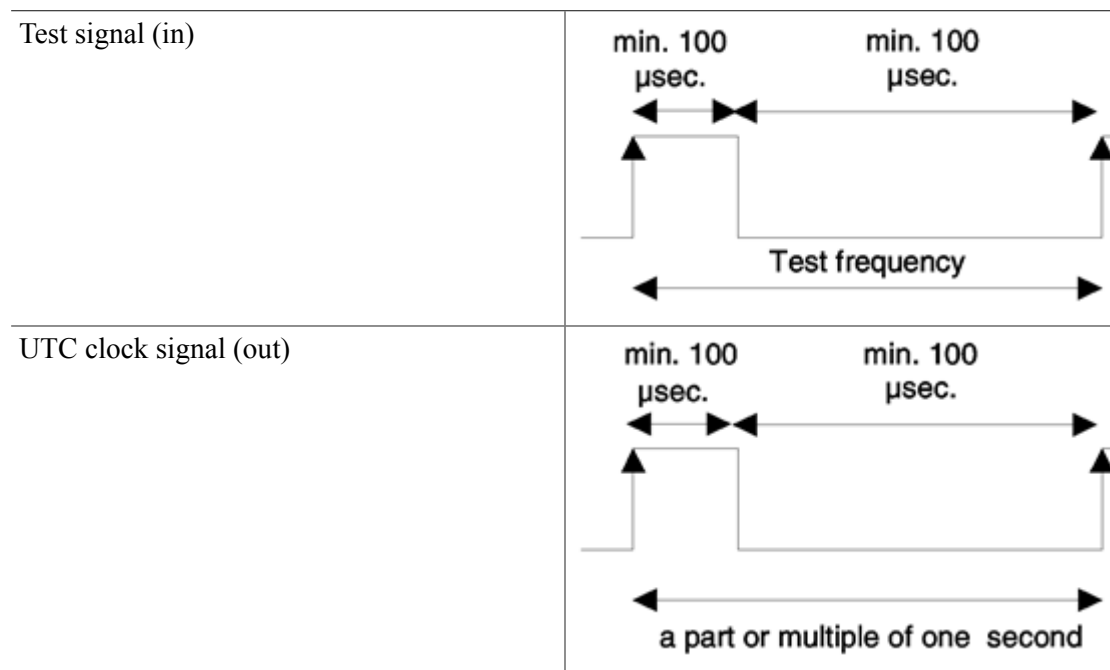 Test signal (in)
min. 100
µsec.
min. 100
µsec.
Test frequency
UTC clock signal (out)
min. 100
µsec.
min. 100
µsec.
a part or multiple of one second